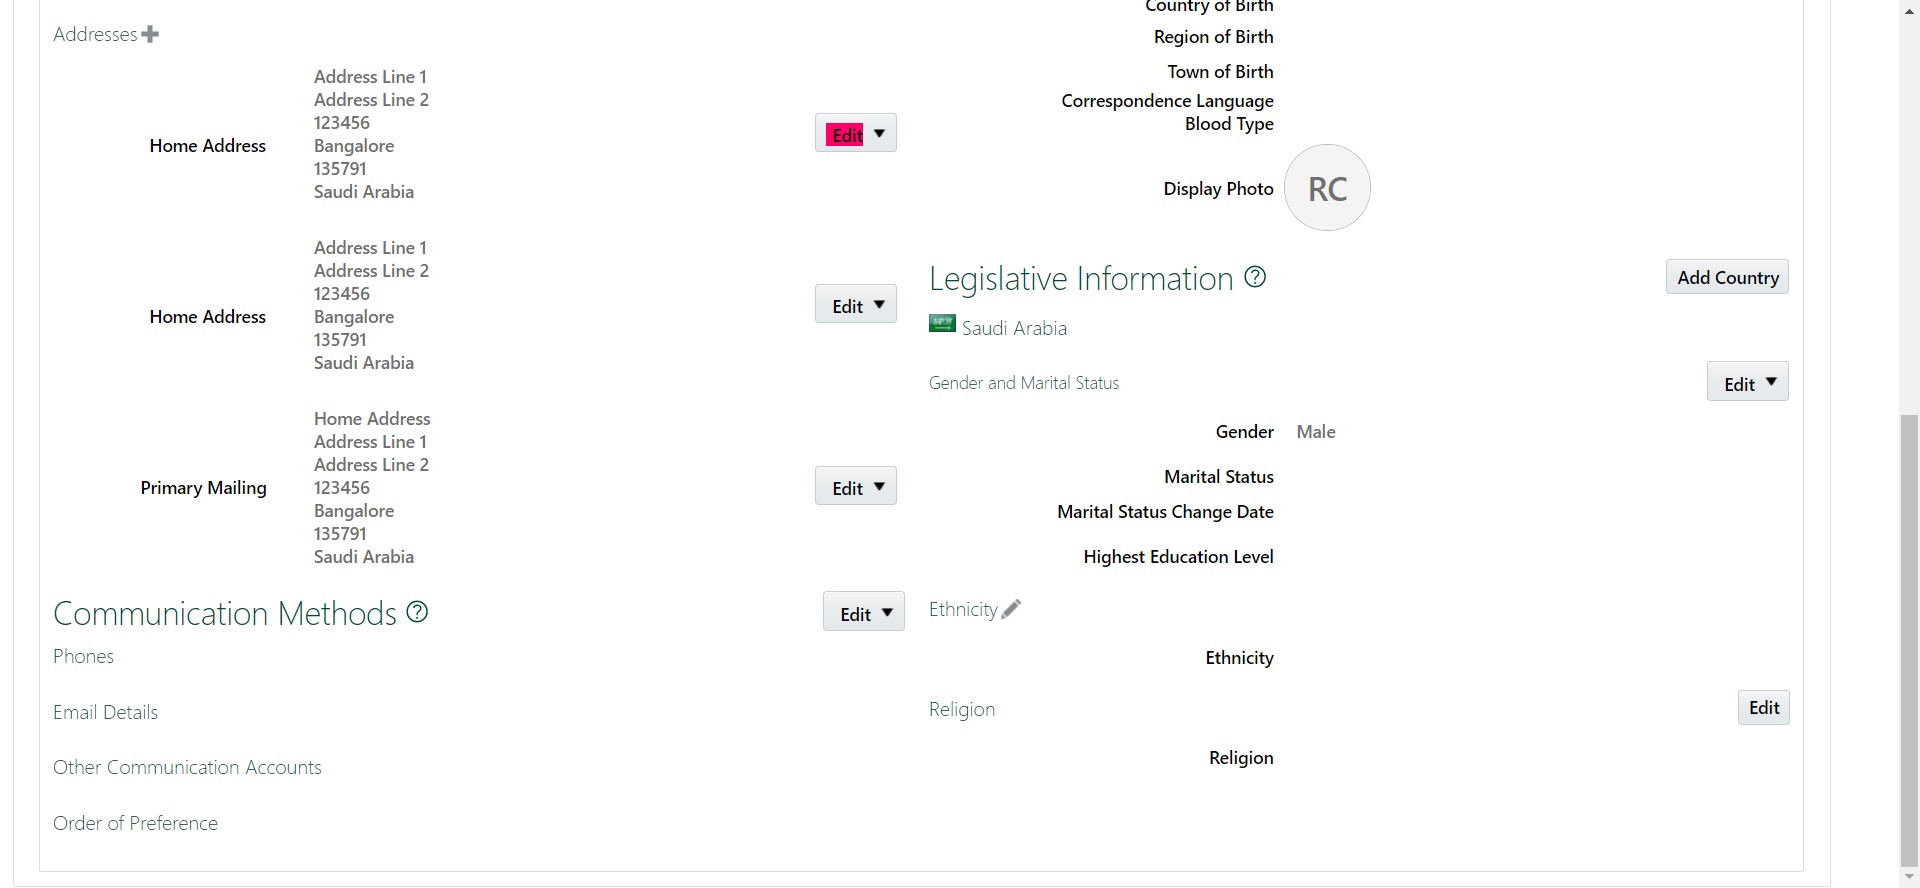 Addresses
Address Line 1
Address Line 2
123456
Home Address
Bangalore
135791
Saudi Arabia
Edit
Address Line 1
Address Line 2
123456
Home Address
Bangalore
135791
Saudi Arabia
Edit
Home Address
Address Line 1
Address Line 2
Primary Mailing
123456
Bangalore
135791
Saudi Arabia
Edit
Communication Methods
Edit
Phones
Email Details
Other Communication Accounts
Order of Preference
Country of Birth
Region of Birth
Town of Birth
Correspondence Language
Blood Type
Display Photo
RC
Legislative Information
Add Country
Saudi Arabia
Gender and Marital Status
Edit
Gender Male
Marital Status
Marital Status Change Date
Highest Education Level
Ethnicity
Ethnicity
Religion
Edit
Religion